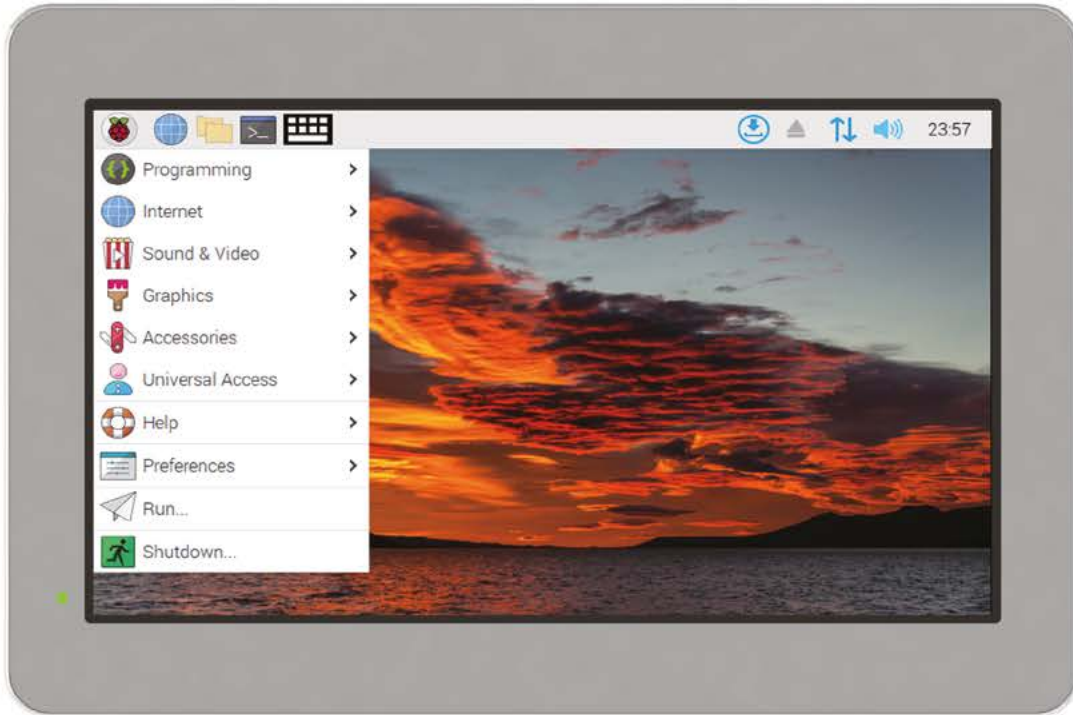 23:57
Programming
Internet
Sound & Video
Graphics
Accessories
Universal Access
Help
Preferences
Run...
Shutdown...